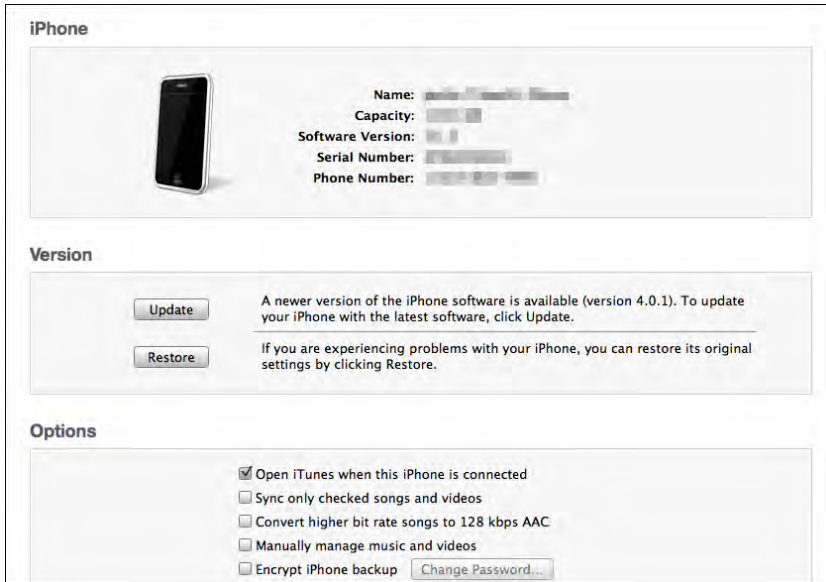 iPhone
Name:
Capacity:
Software Version:
Serial Number:
Phone Number:
Version
Update
A newer version of the iPhone software is available (version 4.0.1). To update
your iPhone with the latest software, click Update.
Restore
If you are experiencing problems with your iPhone, you can restore its original
settings by clicking Restore.
Options
Open iTunes when this iPhone is connected
Sync only checked songs and videos
Convert higher bit rate songs to 128 kbps AAC
Manually manage music and videos
Encrypt iPhone backup Change Password...